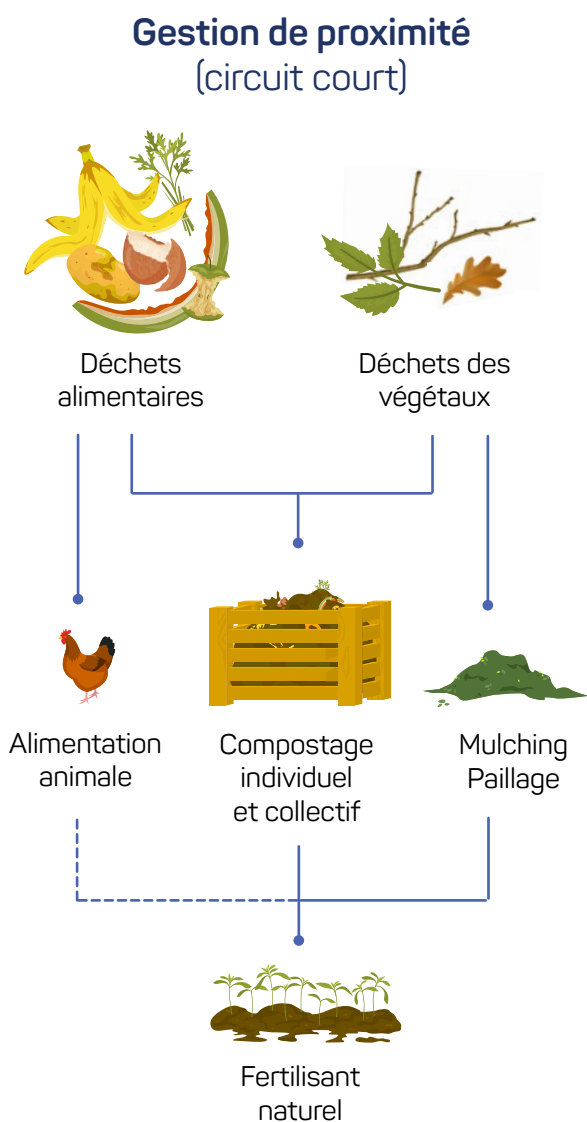 Gestion de proximité
(circuit court)
Déchets
alimentaires
Déchets des
végétaux
Alimentation
animale
Compostage
individuel
et collectif
Mulching
Paillage
Fertilisant
naturel